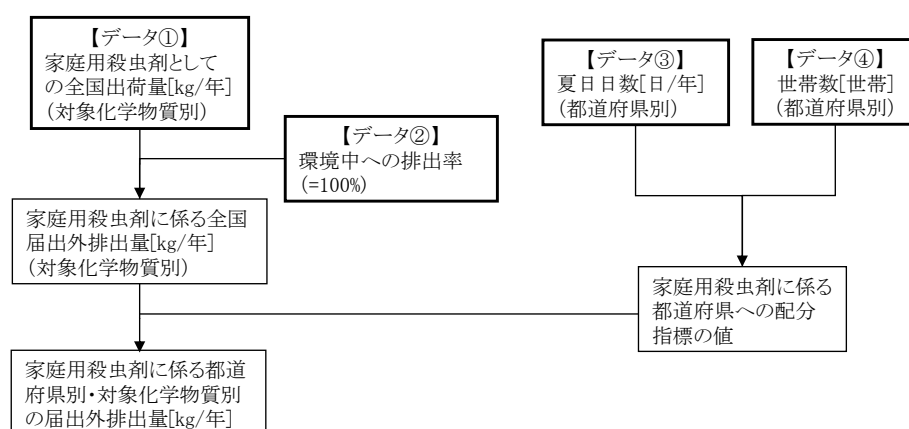 【データ①】
家庭用殺虫剤として
の全国出荷量[kg/年]
(対象化学物質別)
【データ②】
環境中への排出率
(=100%)
【データ③】
夏日日数[日/年]
(都道府県別)
【データ④】
世帯数[世帯]
(都道府県別)
家庭用殺虫剤に係る全国
届出外排出量[kg/年]
(対象化学物質別)
家庭用殺虫剤に係る
都道府県への配分
指標の値
家庭用殺虫剤に係る都道
府県別・対象化学物質別
の届出外排出量[kg/年]